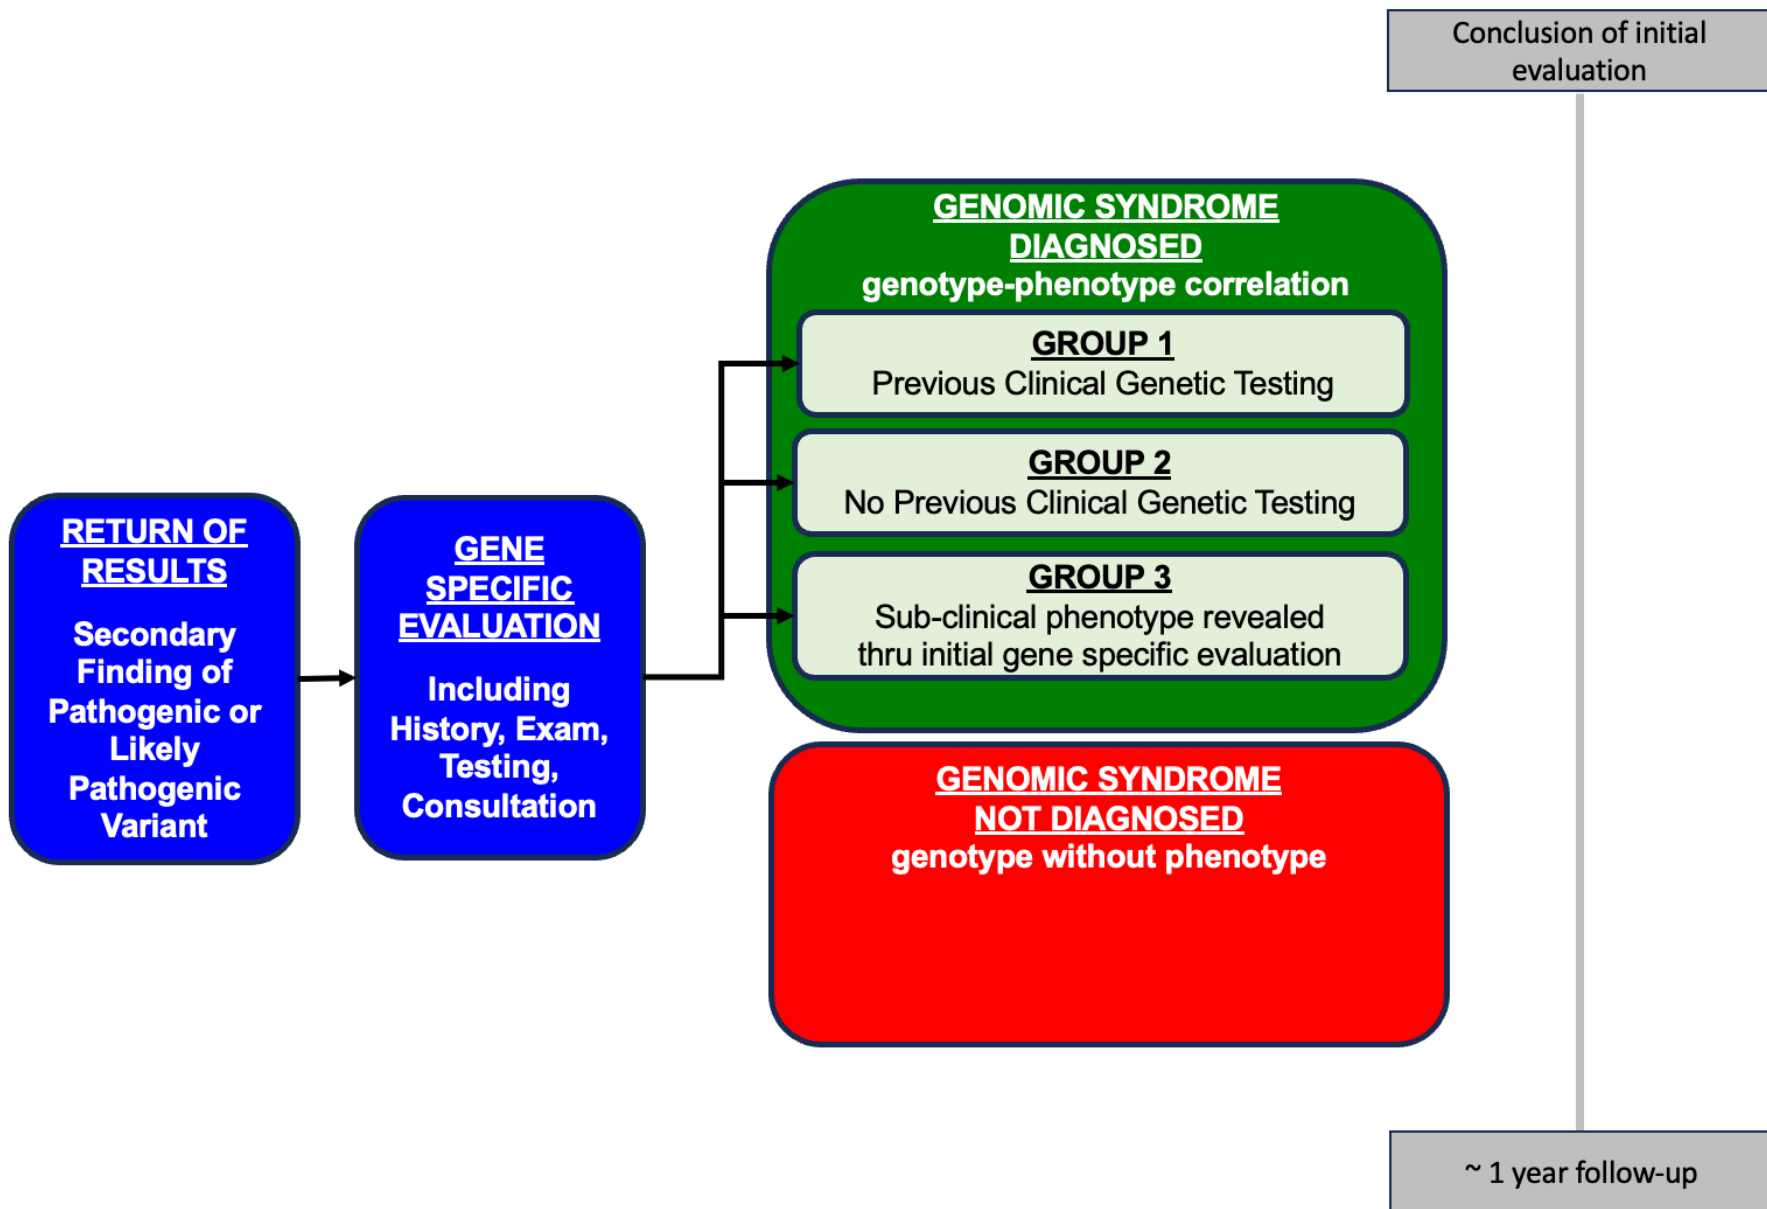 Conclusion of initial
evaluation
GENOMIC SYNDROME
DIAGNOSED
genotype-phenotype correlation
GROUP 1
Previous Clinical Genetic Testing
GROUP 2
No Previous Clinical Genetic Testing
GROUP 3
Sub-clinical phenotype revealed
thru initial gene specific evaluation
RETURN OF
RESULTS
Secondary
Finding of
Pathogenic or
Likely
Pathogenic
Variant
GENE
SPECIFIC
EVALUATION
Including
History, Exam,
Testing,
Consultation
GENOMIC SYNDROME
NOT DIAGNOSED
genotype without phenotype
~ 1 year follow-up